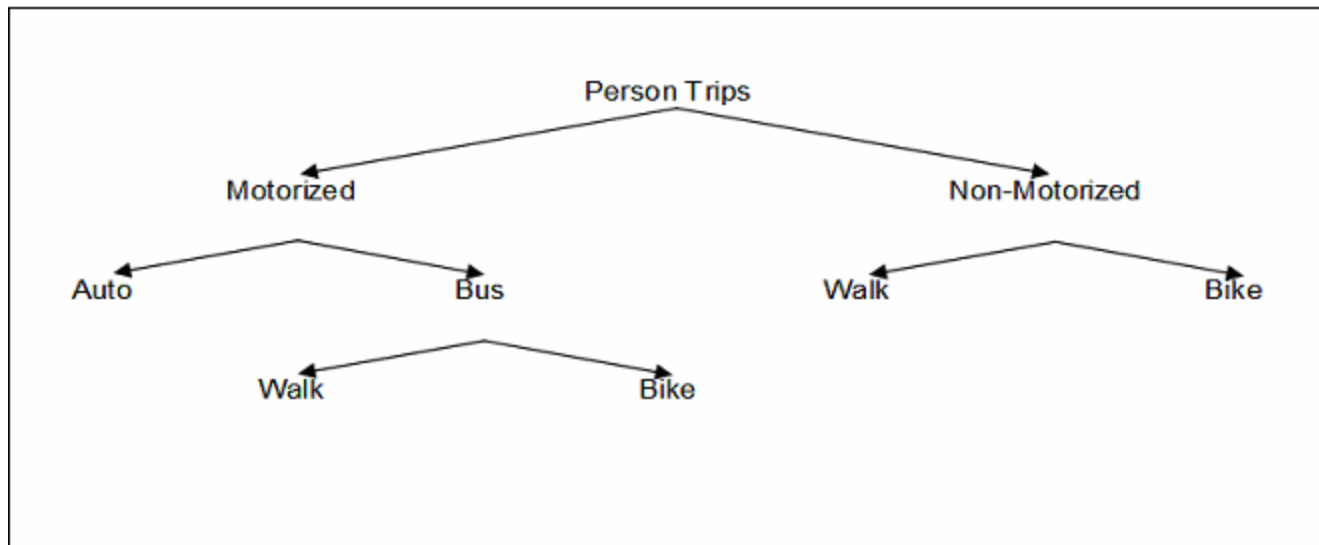 Person Trips
Motorized
Non-Motorized
Auto
Bus
Walk
Bike
Walk
Bike